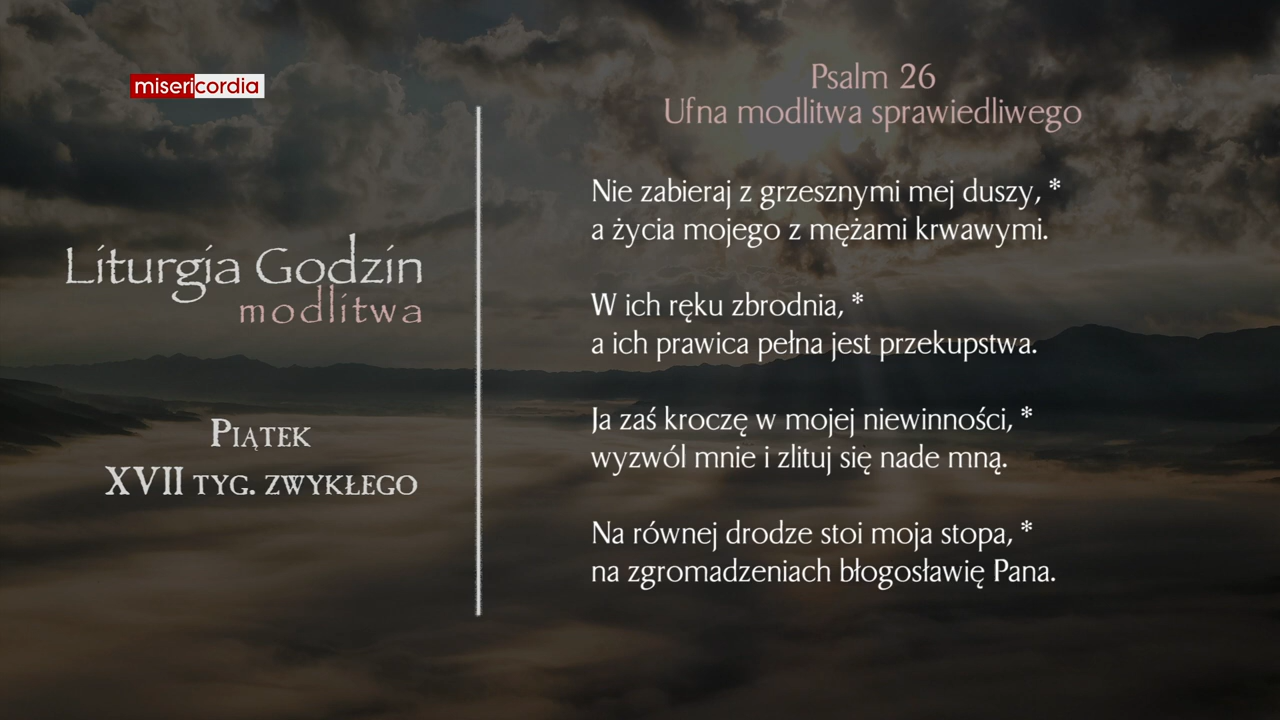 misericordia
Liturgia Godzin
modlitwa
Piątek
XVII tyg. zwykłego
Psalm 26
Ufna modlitwa sprawiedliwego
Nie zabieraj z grzesznymi mej duszy, *
a życia mojego z mężami krwawymi.
W ich ręku zbrodnia, *
a ich prawica pełna jest przekupstwa.
Ja zaś kroczę w mojej niewinności, *
wyzwól mnie i zlituj się nade mną.
Na równej drodze stoi moja stopa, *
na zgromadzeniach błogosławię Pana.